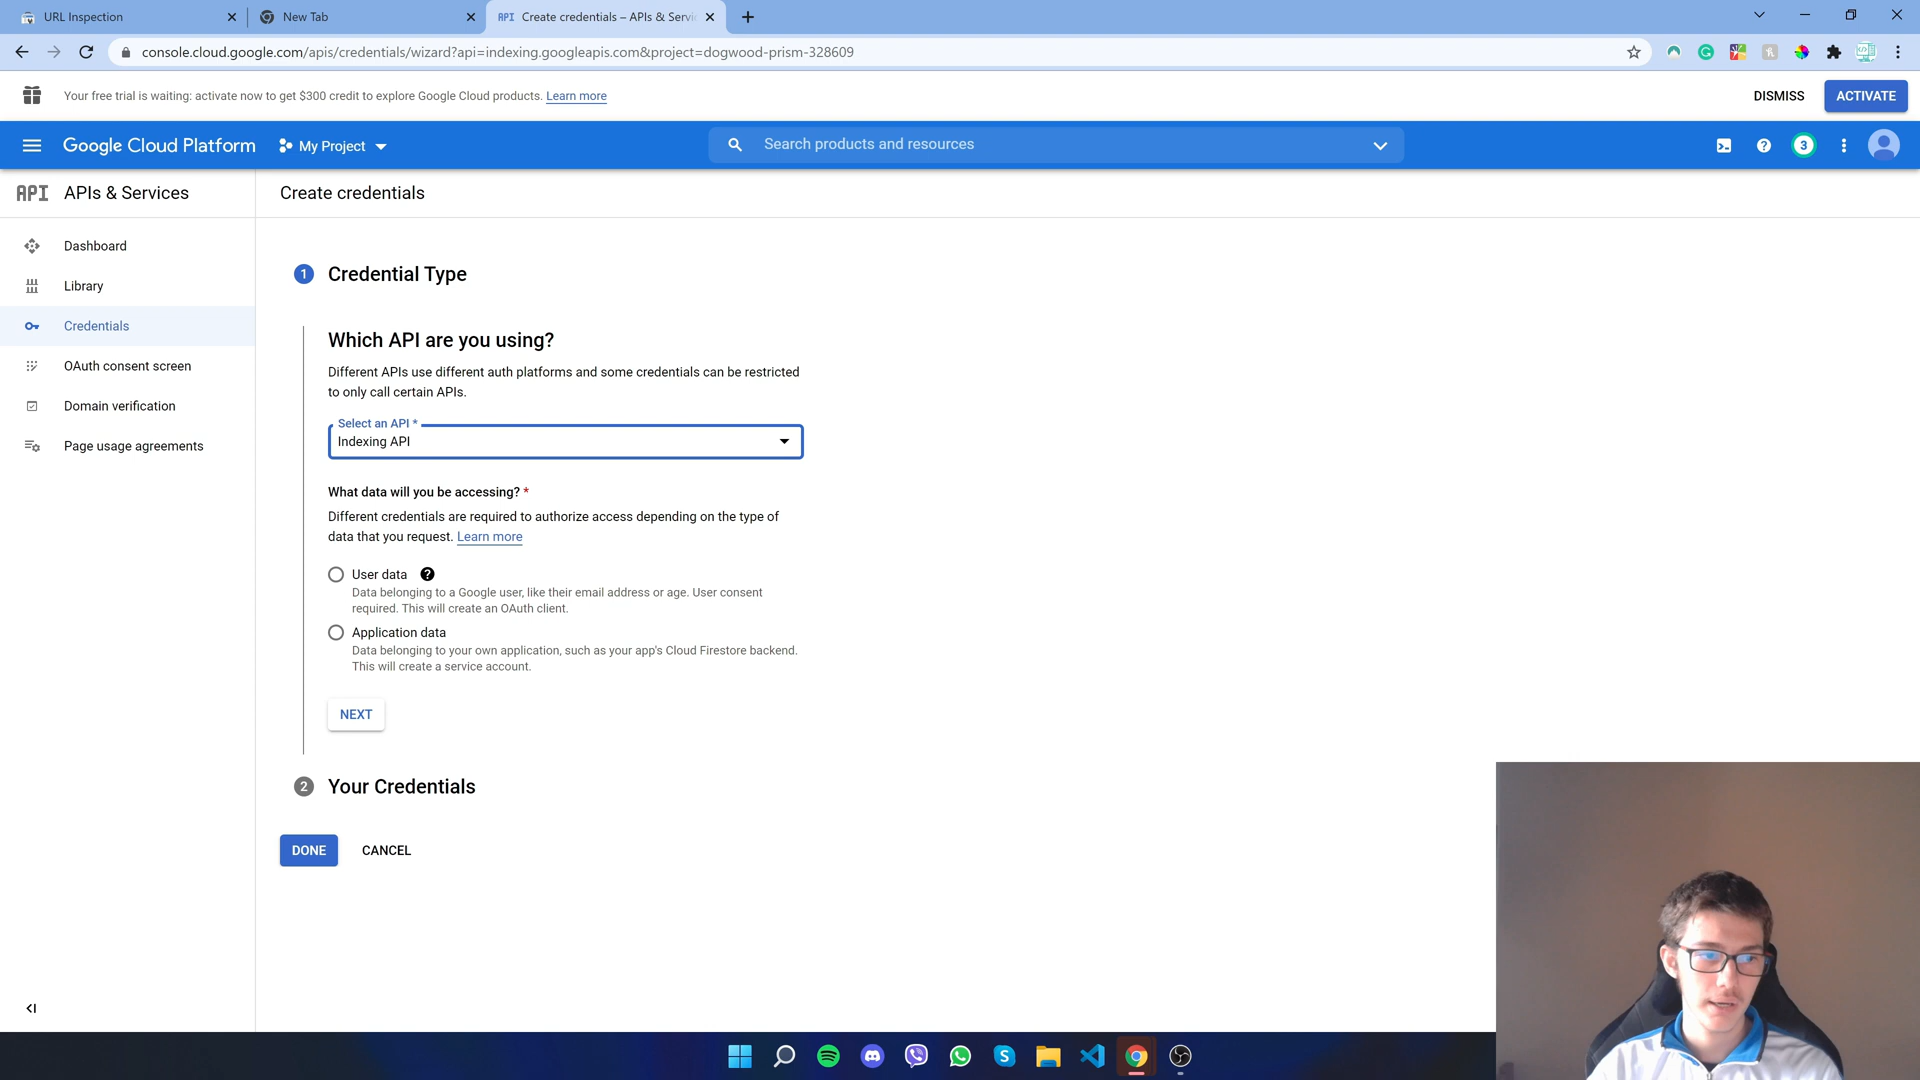 URL Inspection
New Tab
API Create credentials – APIs & Servi
console.cloud.google.com/apis/credentials/wizard?api=indexing.googleapis.com&project=dogwood-prism-328609
Your free trial is waiting: activate now to get $300 credit to explore Google Cloud products. Learn more
DISMISS
ACTIVATE
Google Cloud Platform
My Project
Search products and resources
3
API APIs & Services
Create credentials
Dashboard
Library
Credentials
OAuth consent screen
Domain verification
Page usage agreements
1 Credential Type
Which API are you using?
Different APIs use different auth platforms and some credentials can be restricted
to only call certain APIs.
Select an API *
Indexing API
What data will you be accessing? *
Different credentials are required to authorize access depending on the type of
data that you request. Learn more
User data
Data belonging to a Google user, like their email address or age. User consent
required. This will create an OAuth client.
Application data
Data belonging to your own application, such as your app's Cloud Firestore backend.
This will create a service account.
NEXT
2 Your Credentials
DONE
CANCEL